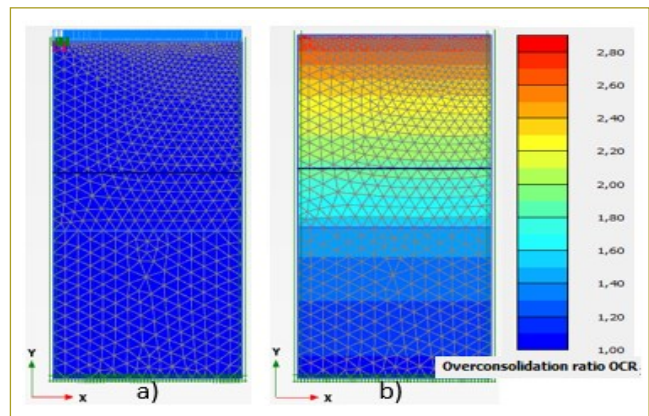 2,80
2,60
2,40
2,20
2,00
1,80
1,60
1,40
1,20
1,00
Overconsolidation ratio OCR
Y
x
a)
Y
x
b)